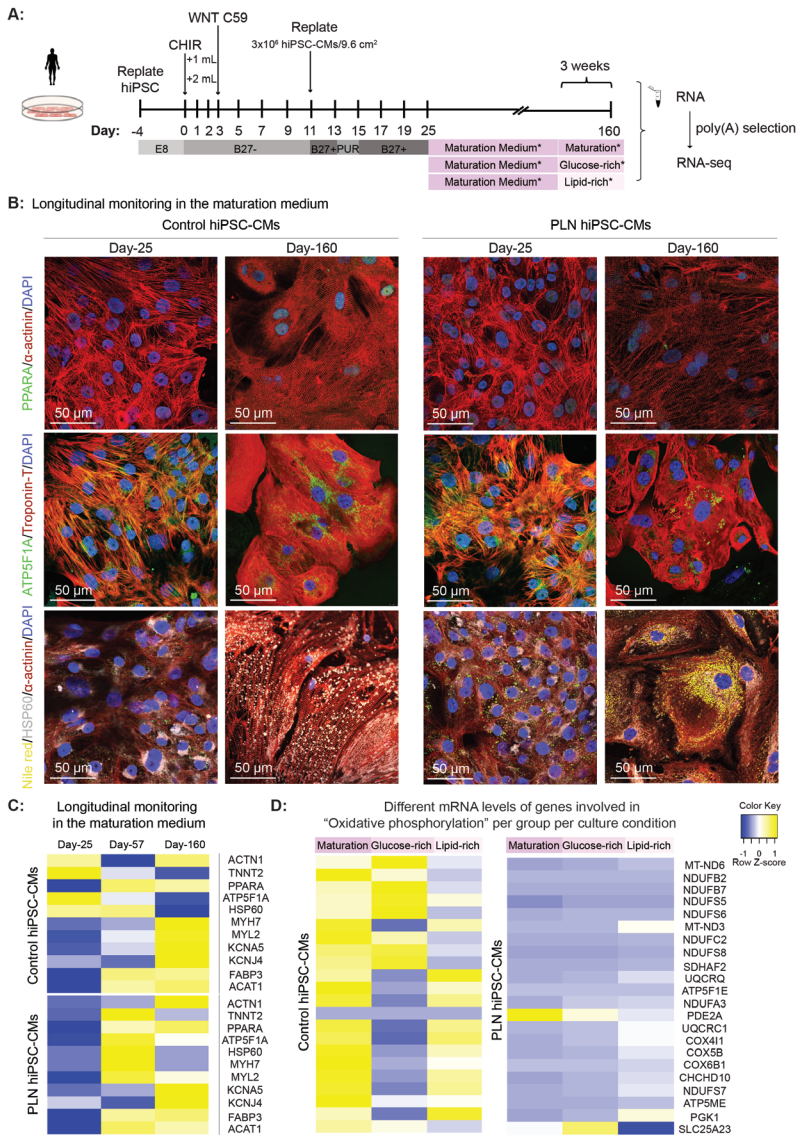 A:
WNT C59
CHIR
+1 mL
+2 mL
Replate
3x10⁶ hiPSC-CMs/9.6 cm²
3 weeks
Replate
hiPSC
RNA
poly(A) selection
RNA-seq
Day: -4 0 1 2 3 5 7 9 11 13 15 17 19 25 160
E8 B27- B27+ PUR B27+ Maturation Medium* Maturation*
Maturation Medium* Glucose-rich*
Maturation Medium* Lipid-rich*
B: Longitudinal monitoring in the maturation medium
Control hiPSC-CMs PLN hiPSC-CMs
Day-25 Day-160 Day-25 Day-160
PPARA/α-actinin/DAPI
50 µm 50 µm 50 µm 50 µm
ATP5F1A/Troponin-T/DAPI
50 µm 50 µm 50 µm 50 µm
Nile red/HSP60/α-actinin/DAPI
50 µm 50 µm 50 µm 50 µm
C: Longitudinal monitoring
in the maturation medium
Day-25 Day-57 Day-160
Control hiPSC-CMs
ACTN1
TNNT2
PPARA
ATP5F1A
HSP60
MYH7
MYL2
KCNA5
KCNJ4
FABP3
ACAT1
PLN hiPSC-CMs
ACTN1
TNNT2
PPARA
ATP5F1A
HSP60
MYH7
MYL2
KCNA5
KCNJ4
FABP3
ACAT1
D: Different mRNA levels of genes involved in
“Oxidative phosphorylation” per group per culture condition
Color Key
-1 0 1
Row Z-score
Maturation Glucose-rich Lipid-rich Maturation Glucose-rich Lipid-rich
Control hiPSC-CMs
PLN hiPSC-CMs
MT-ND6
NDUFB2
NDUFB7
NDUFS5
NDUFS6
MT-ND3
NDUFC2
NDUFS8
SDHAF2
UQCRQ
ATP5F1E
NDUFA3
PDE2A
UQCRC1
COX4I1
COX5B
COX6B1
CHCHD10
NDUFS7
ATP5ME
PGK1
SLC25A23